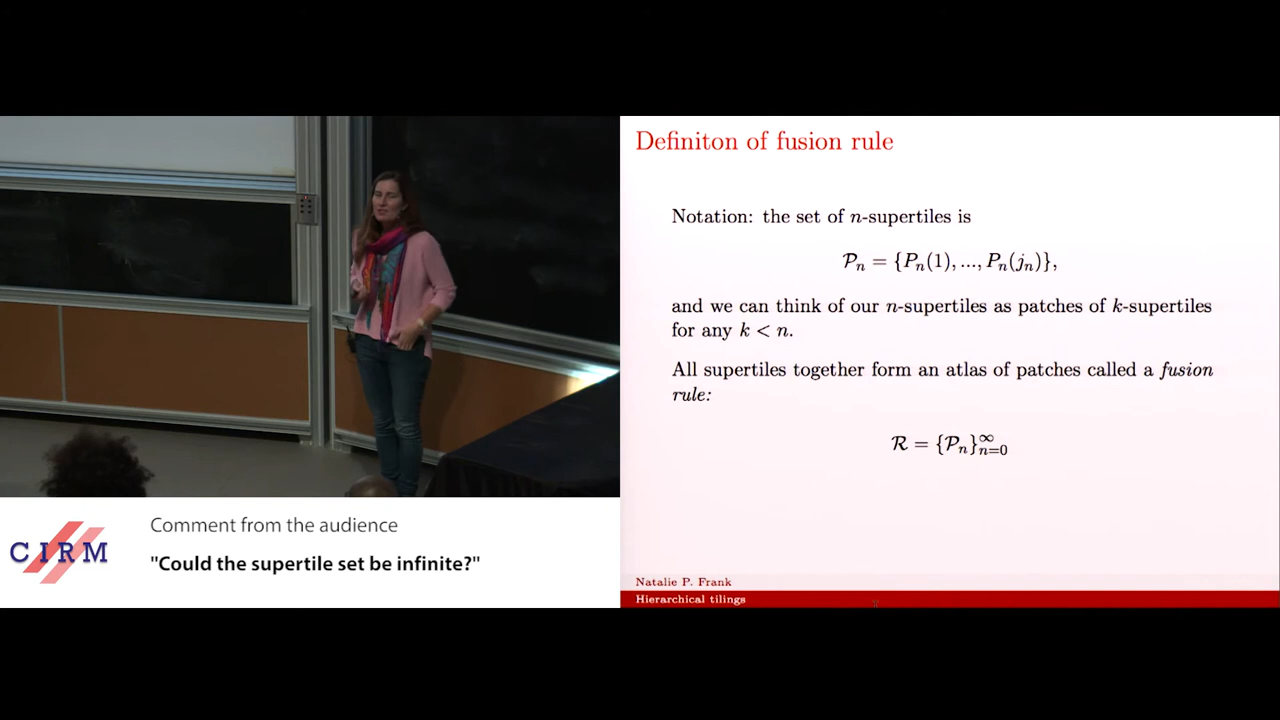 Definiton of fusion rule
Notation: the set of n-supertiles is
𝒫ₙ = {Pₙ(1), ..., Pₙ(jₙ)},
and we can think of our n-supertiles as patches of k-supertiles
for any k < n.
All supertiles together form an atlas of patches called a fusion
rule:
ℛ = {𝒫ₙ}∞n=0
Natalie P. Frank
Hierarchical tilings
CIRM
Comment from the audience
"Could the supertile set be infinite?"